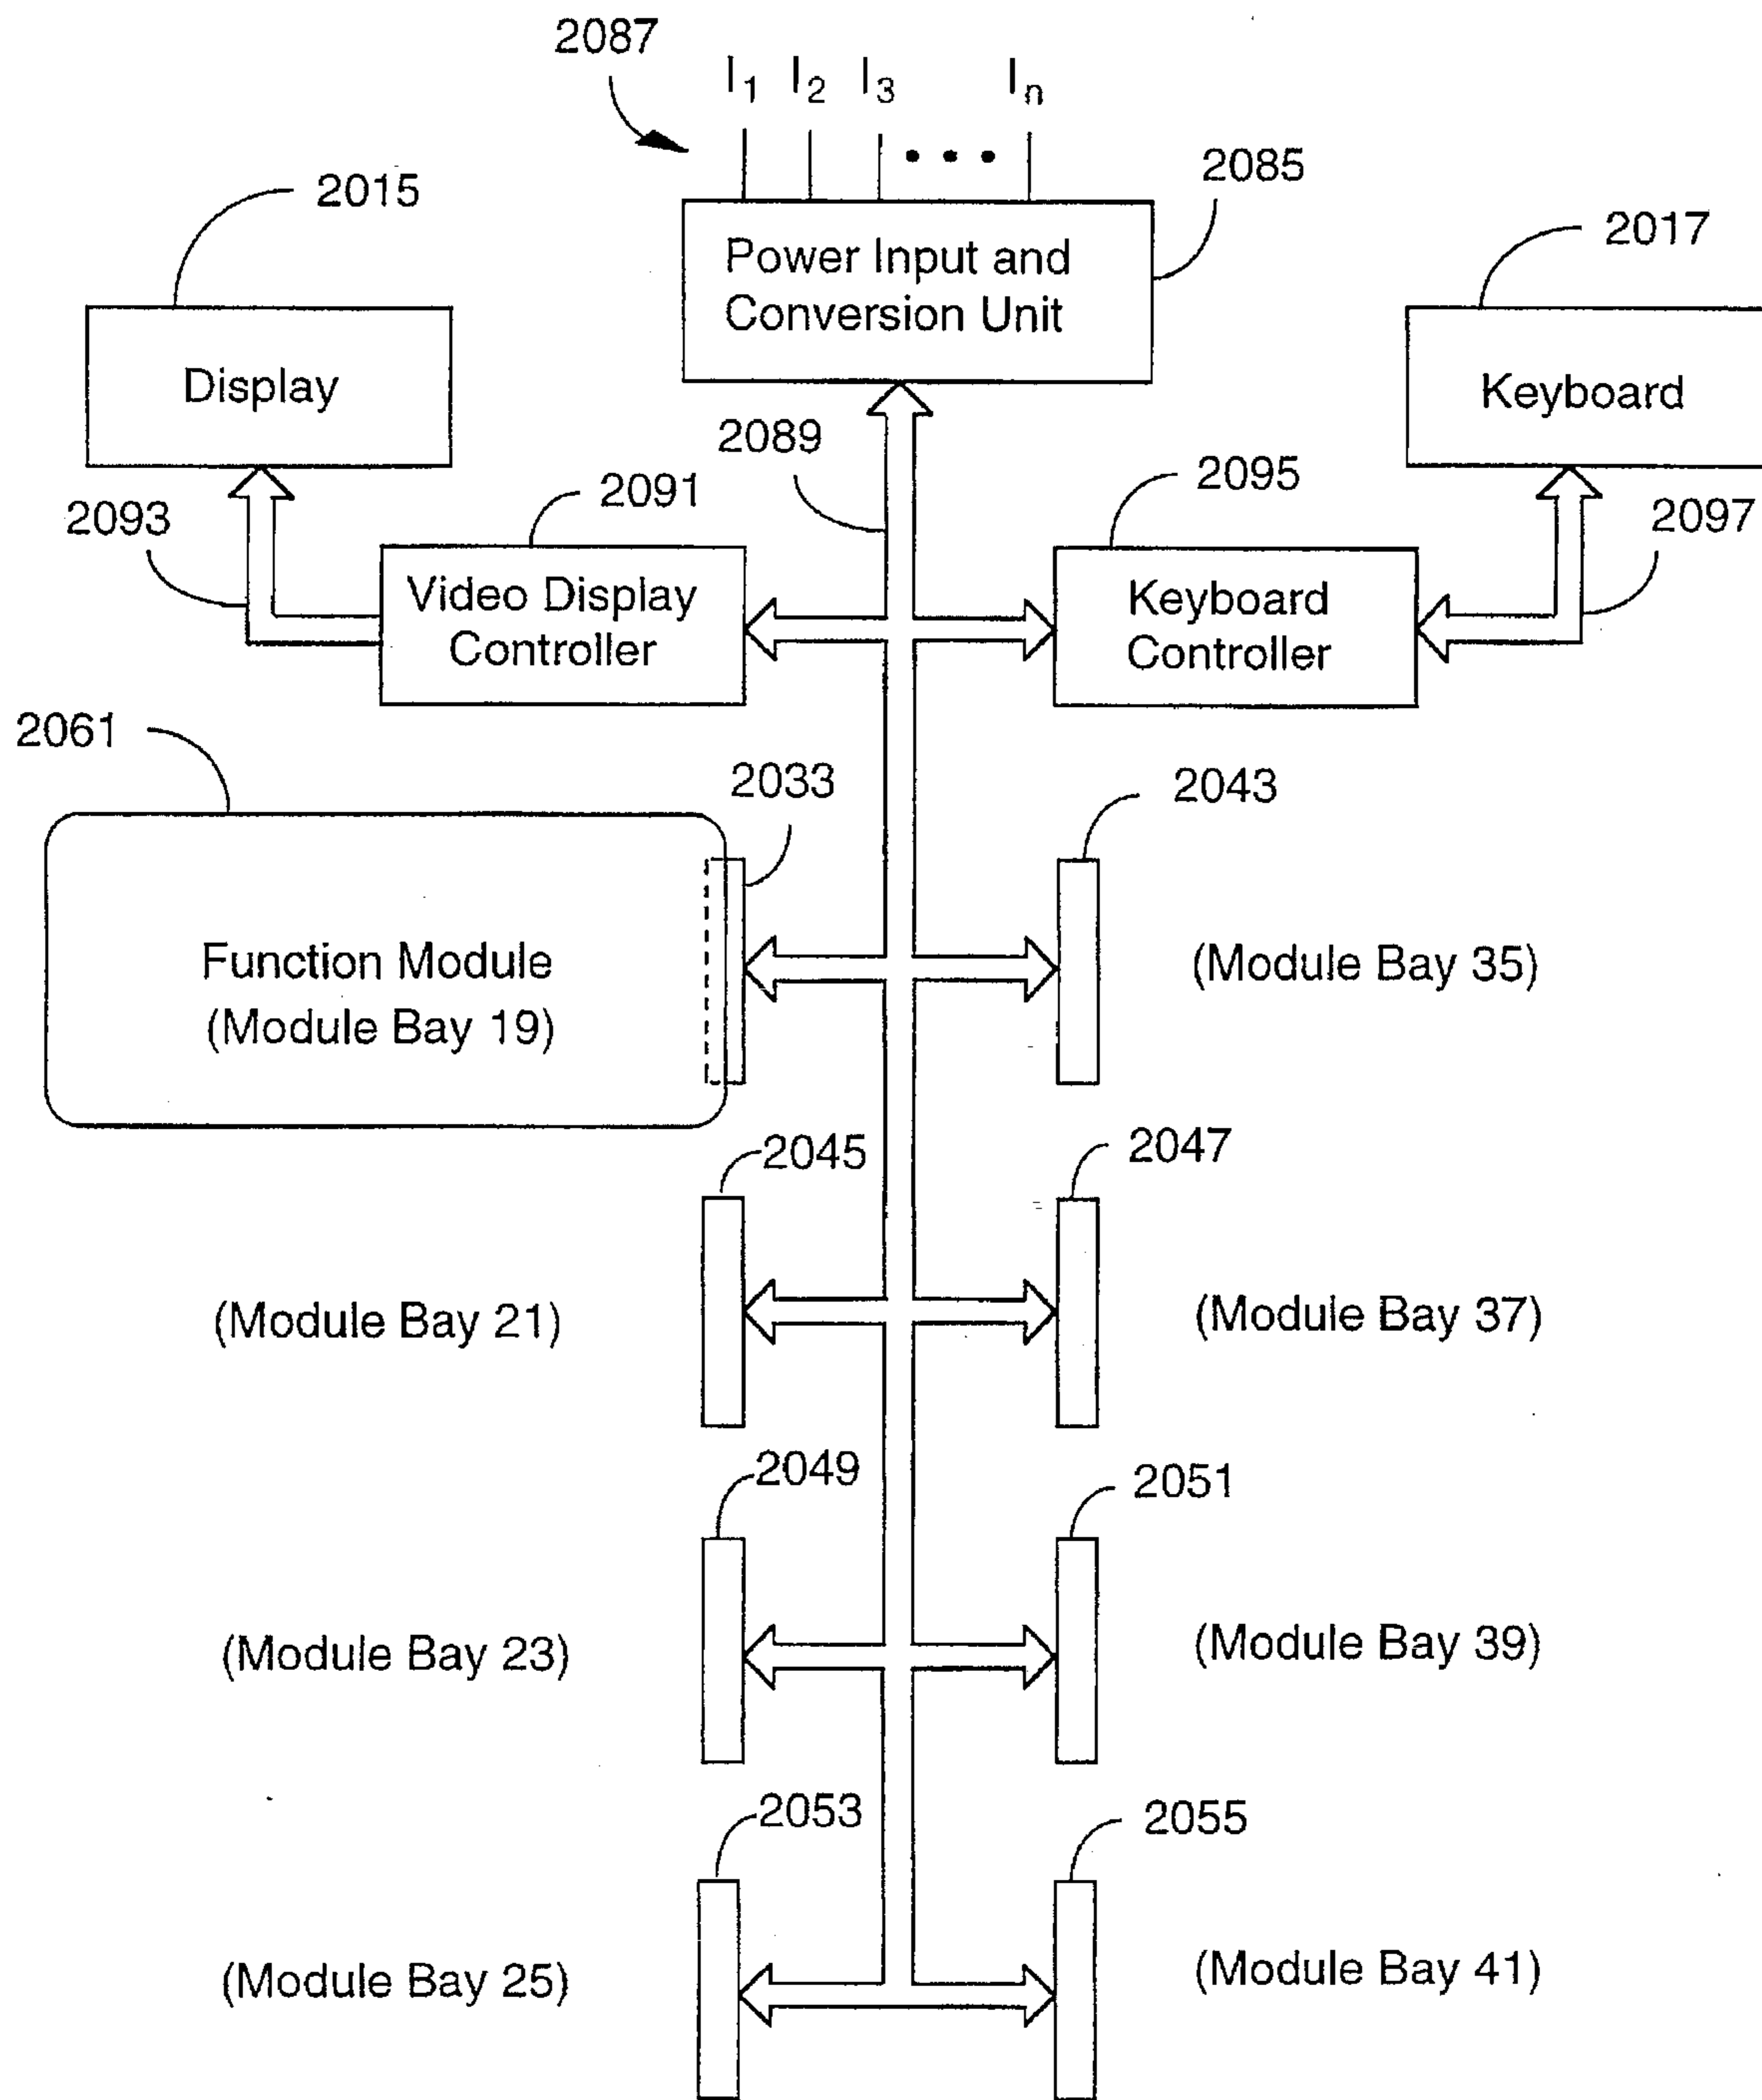 2087
I1 I2 I3 • • • In
2015
2085
2017
Power Input and
Conversion Unit
Display
Keyboard
2089
2093
2091
2095
2097
Video Display
Controller
Keyboard
Controller
2061
2033
2043
Function Module
(Module Bay 19)
(Module Bay 35)
2045
2047
(Module Bay 21)
(Module Bay 37)
2049
2051
(Module Bay 23)
(Module Bay 39)
2053
2055
(Module Bay 25)
(Module Bay 41)